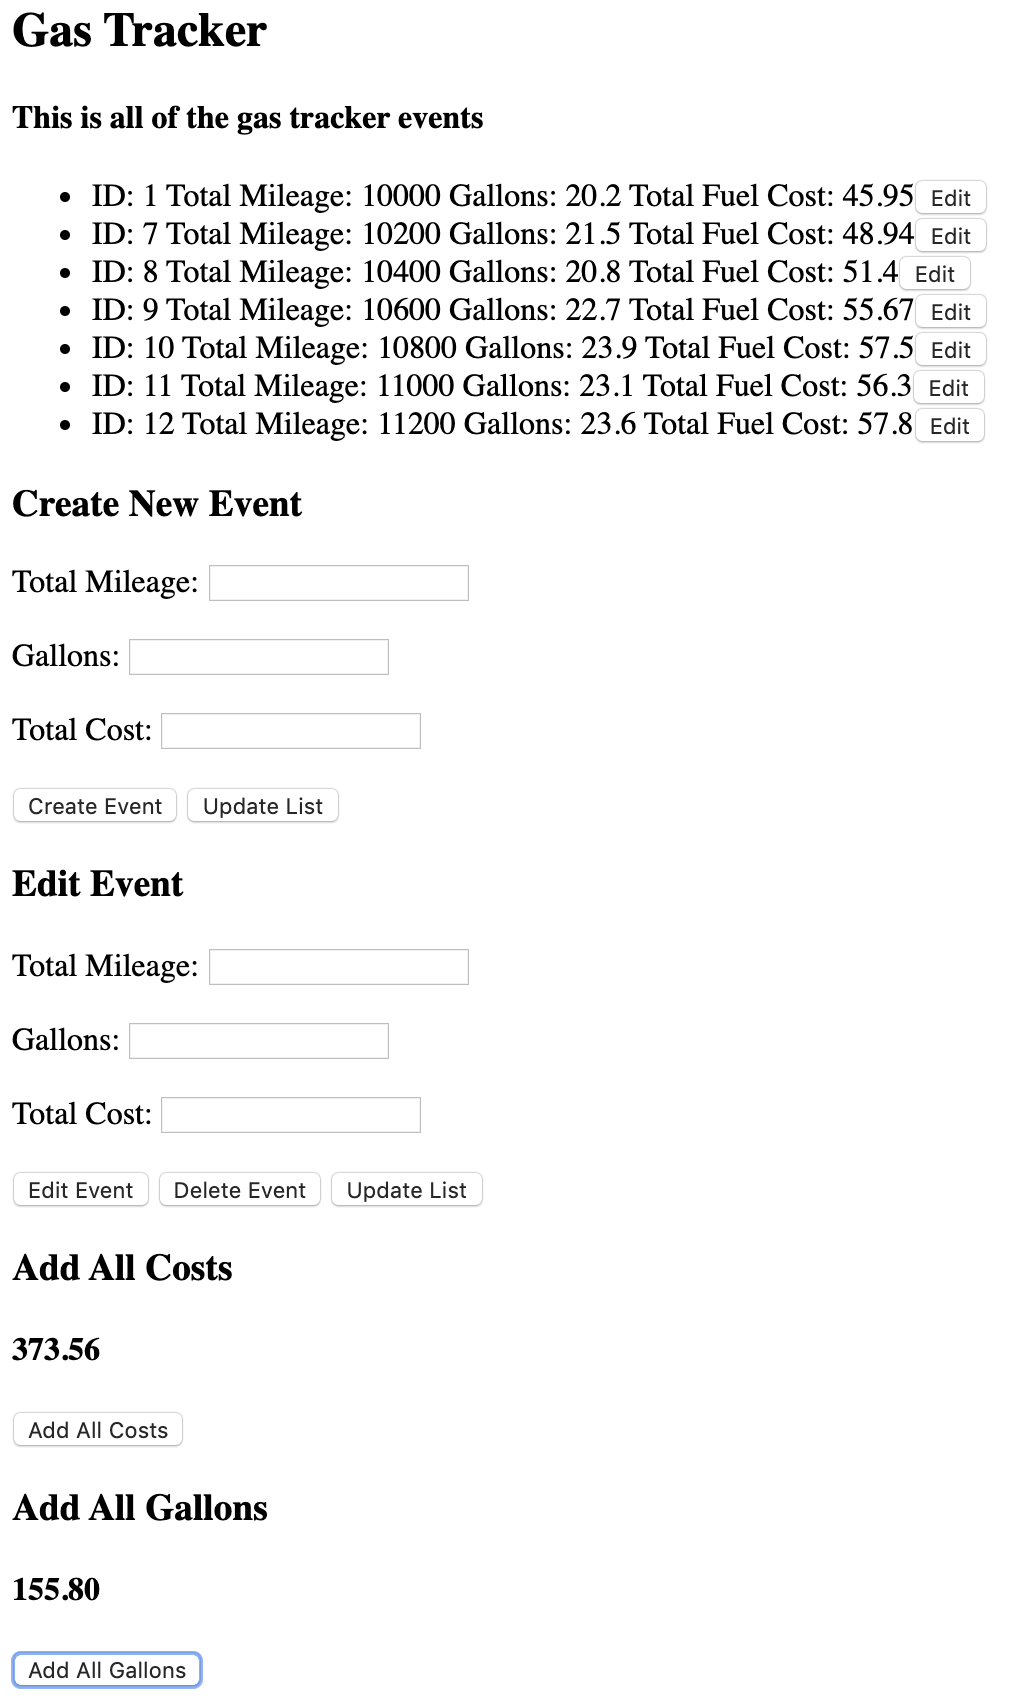 Gas Tracker
This is all of the gas tracker events
• ID: 1 Total Mileage: 10000 Gallons: 20.2 Total Fuel Cost: 45.95 Edit
• ID: 7 Total Mileage: 10200 Gallons: 21.5 Total Fuel Cost: 48.94 Edit
• ID: 8 Total Mileage: 10400 Gallons: 20.8 Total Fuel Cost: 51.4 Edit
• ID: 9 Total Mileage: 10600 Gallons: 22.7 Total Fuel Cost: 55.67 Edit
• ID: 10 Total Mileage: 10800 Gallons: 23.9 Total Fuel Cost: 57.5 Edit
• ID: 11 Total Mileage: 11000 Gallons: 23.1 Total Fuel Cost: 56.3 Edit
• ID: 12 Total Mileage: 11200 Gallons: 23.6 Total Fuel Cost: 57.8 Edit
Create New Event
Total Mileage:
Gallons:
Total Cost:
Create Event Update List
Edit Event
Total Mileage:
Gallons:
Total Cost:
Edit Event Delete Event Update List
Add All Costs
373.56
Add All Costs
Add All Gallons
155.80
Add All Gallons